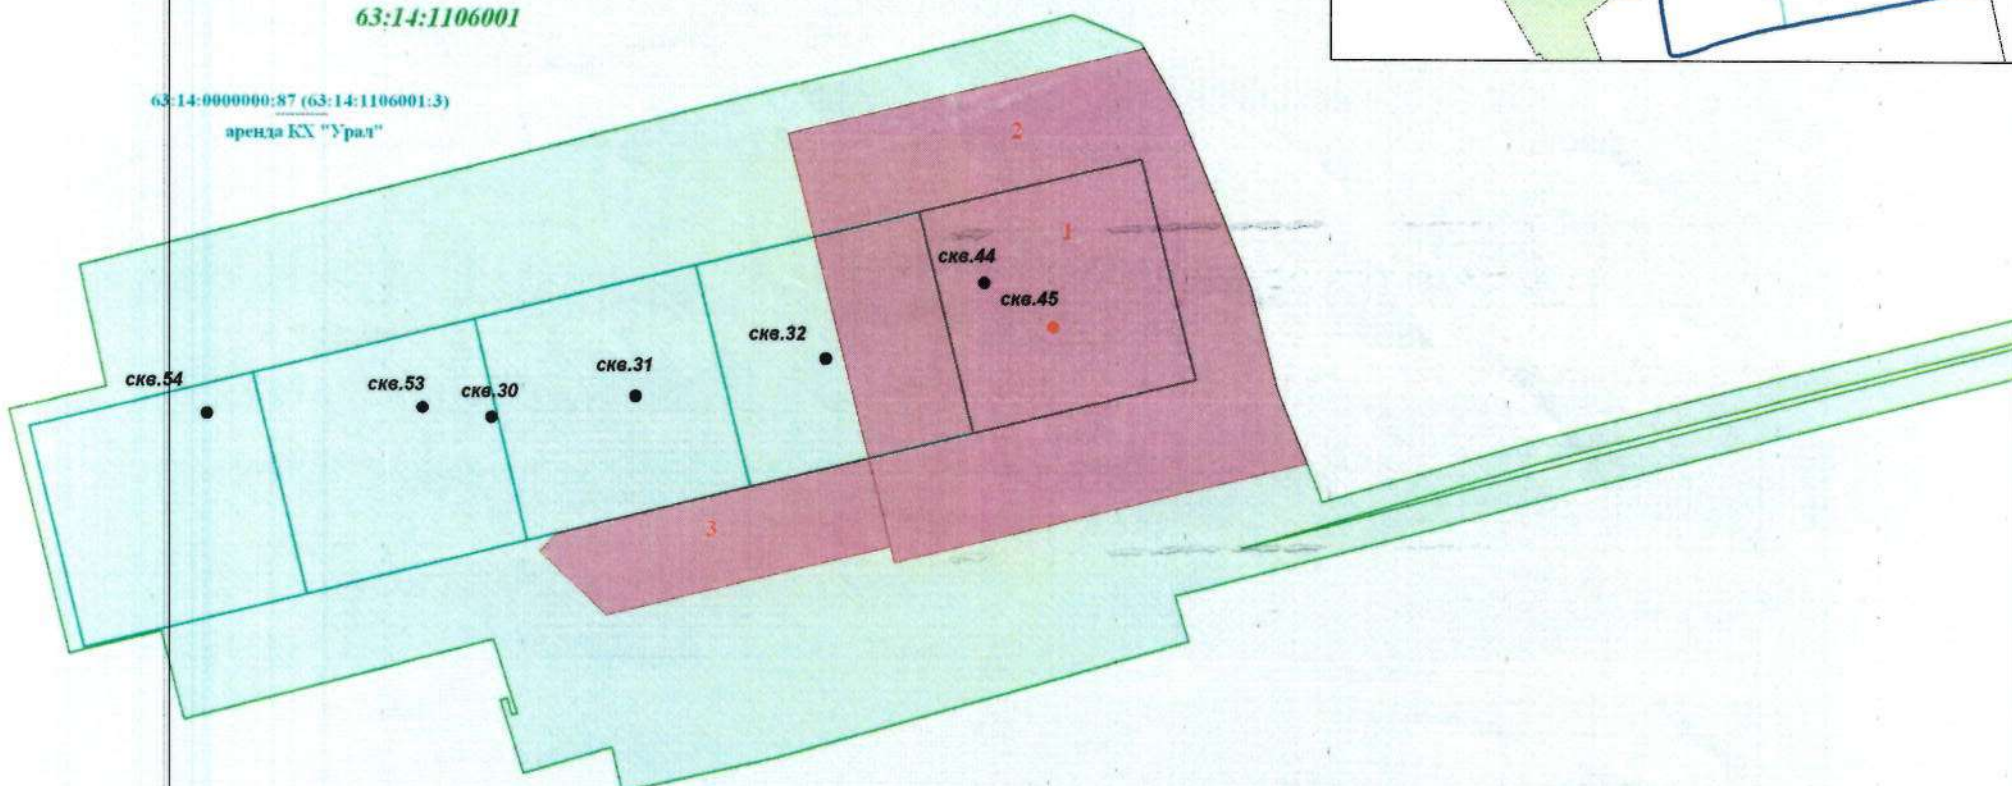 63:14:1106001
63:14:0000000:87 (63:14:1106001:3)
аренда КХ "Урал"
2
1
скв.44
скв.45
скв.32
скв.31
скв.54
скв.53
скв.30
3